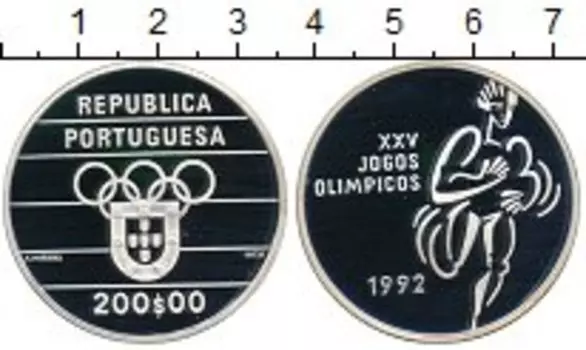 1 2 3 4 5 6 7
REPUBLICA
PORTUGUESA
200$00
XXV
JOGOS
OLIMPICOS
1992